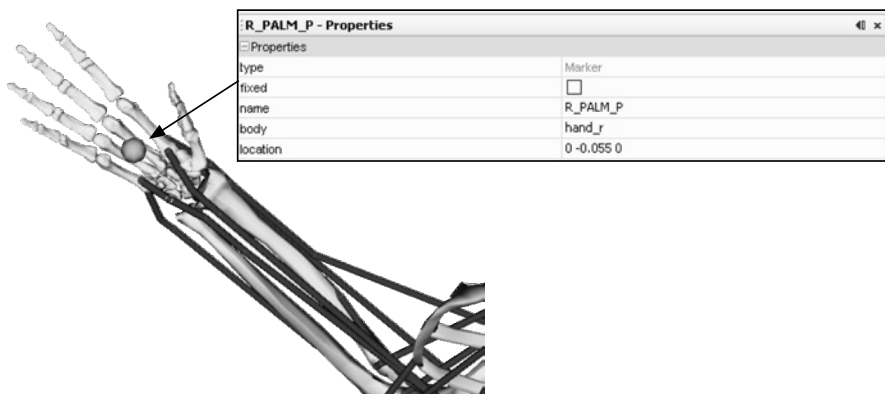 R_PALM_P - Properties
Properties
type Marker
fixed
name R_PALM_P
body hand_r
location 0 -0.055 0